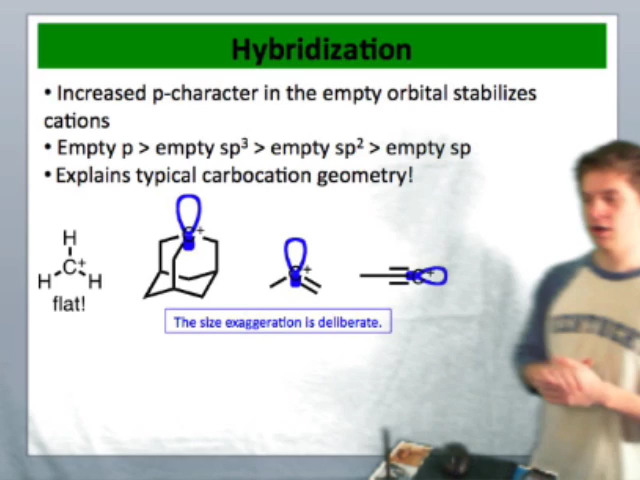 Hybridization
• Increased p-character in the empty orbital stabilizes
cations
• Empty p > empty sp³ > empty sp² > empty sp
• Explains typical carbocation geometry!
H
C+
H H
flat!
+
+
+
The size exaggeration is deliberate.